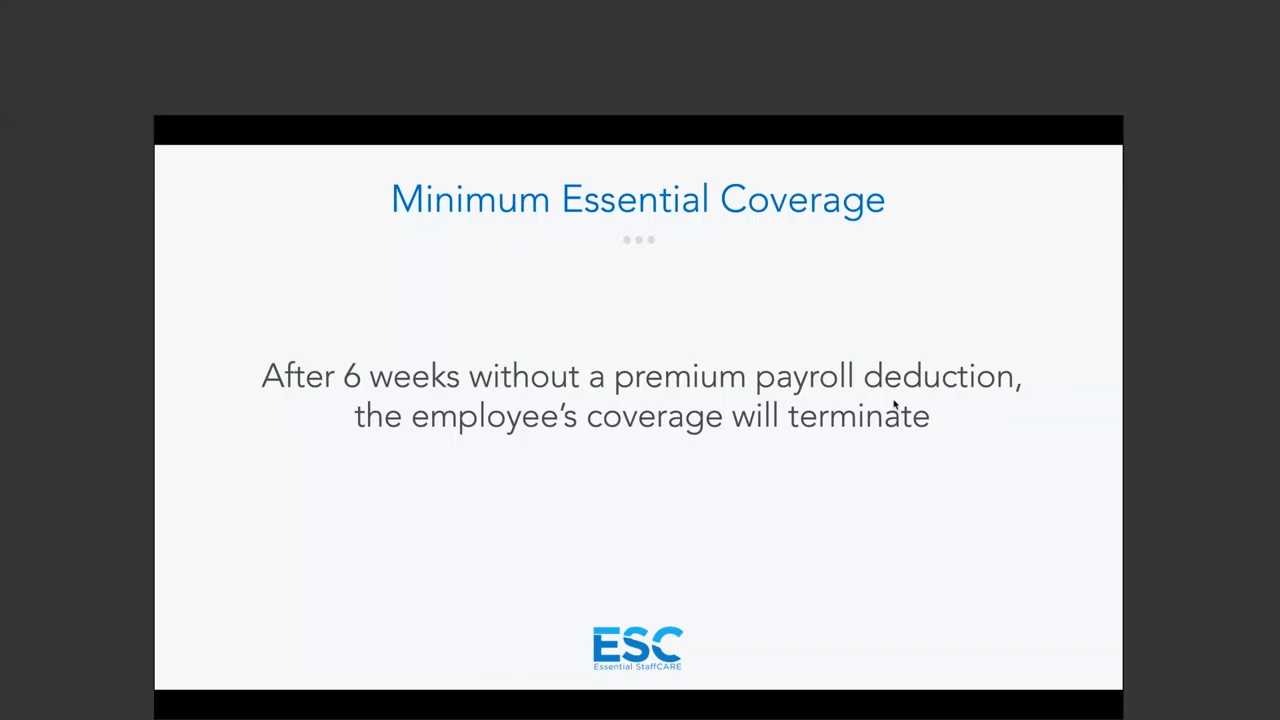 Minimum Essential Coverage
After 6 weeks without a premium payroll deduction,
the employee's coverage will terminate
ESC
Essential StaffCARE